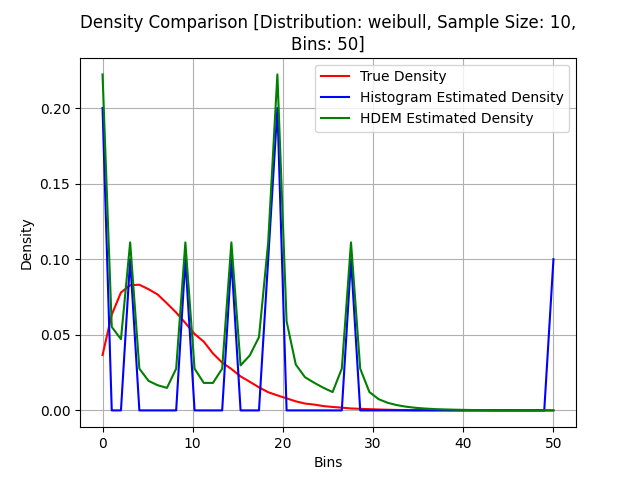 Density Comparison [Distribution: weibull, Sample Size: 10,
Bins: 50]
True Density
Histogram Estimated Density
HDEM Estimated Density
Density
0.20
0.15
0.10
0.05
0.00
0 10 20 30 40 50
Bins